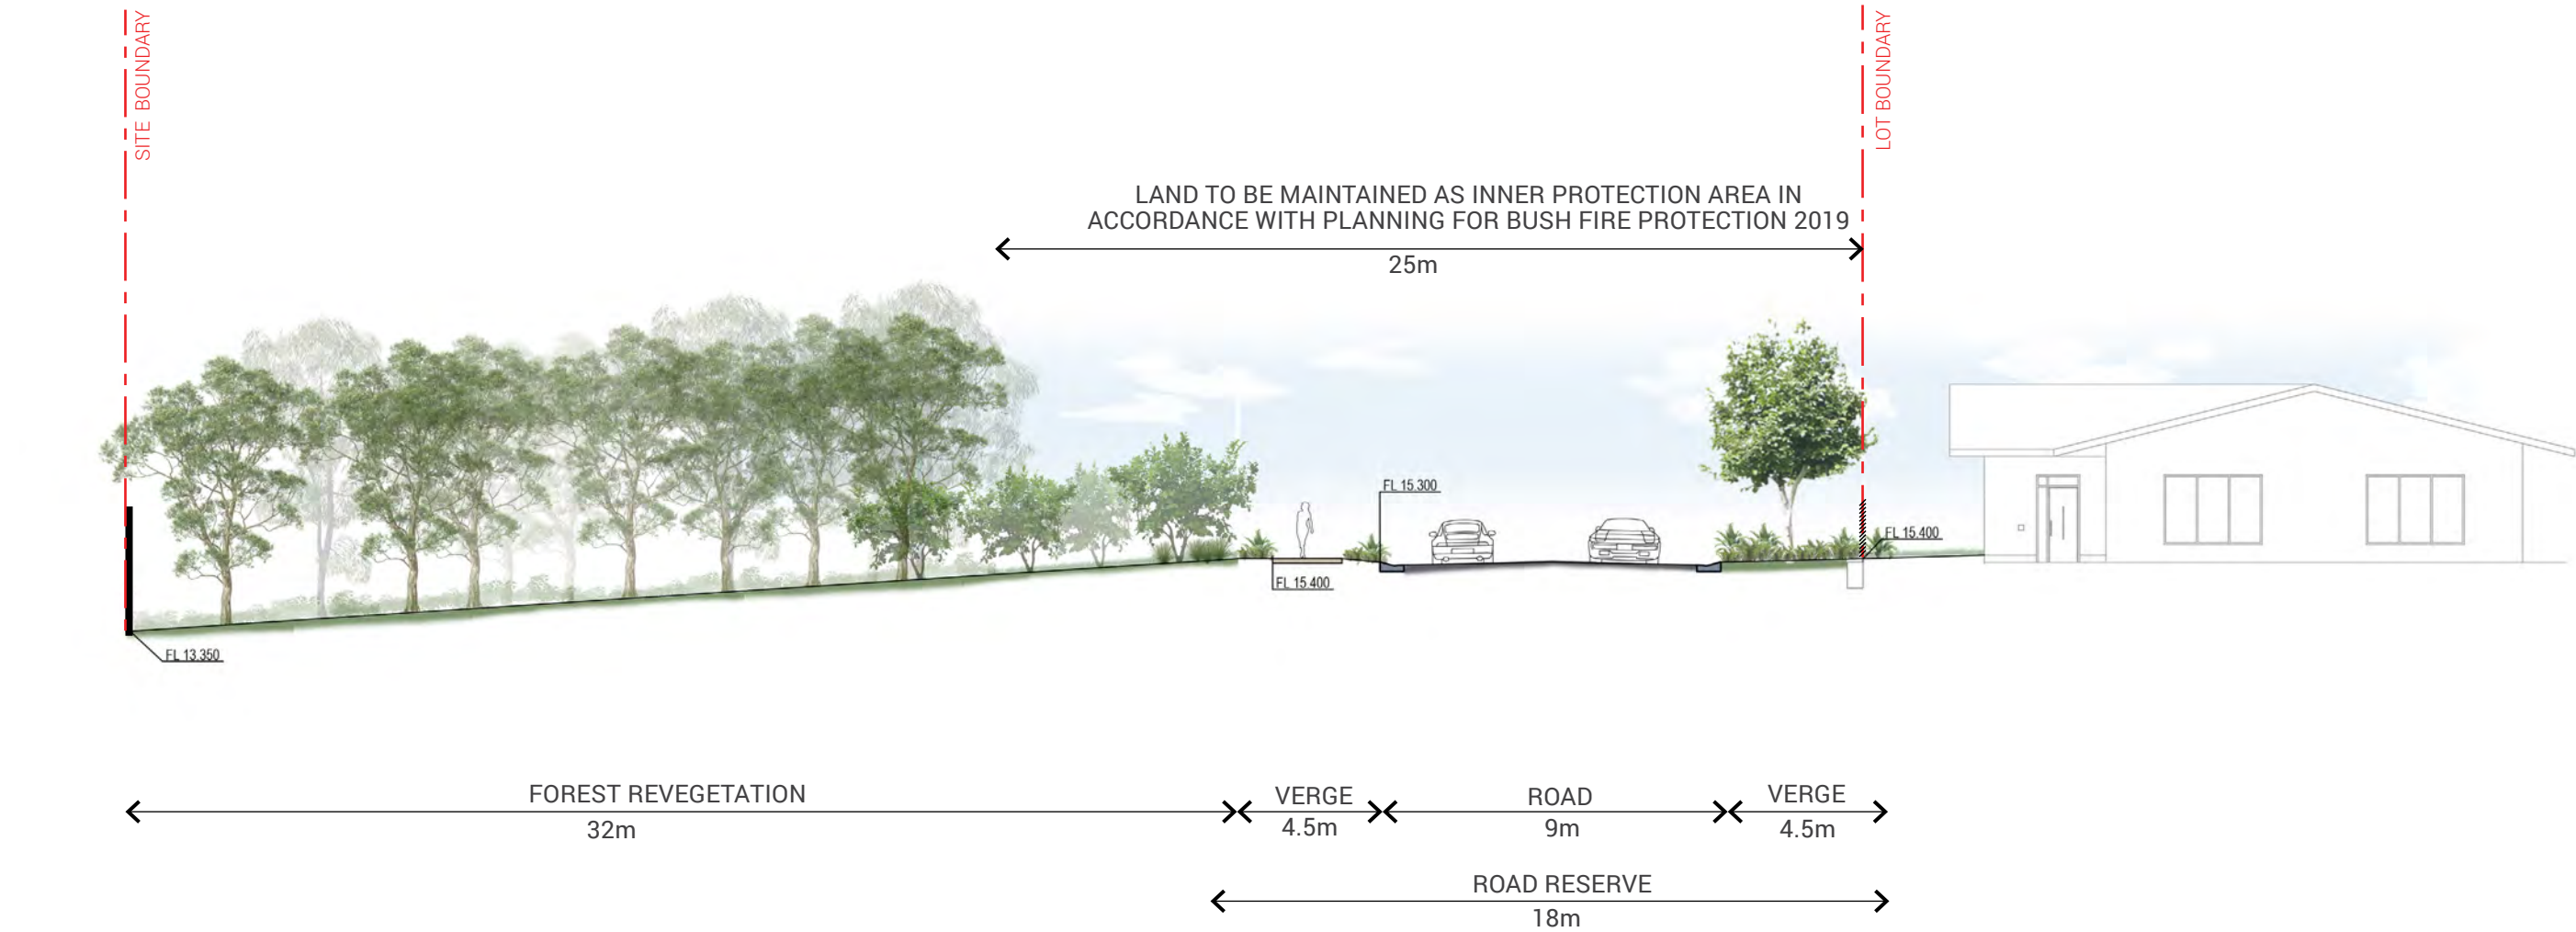 SITE BOUNDARY
LOT BOUNDARY
LAND TO BE MAINTAINED AS INNER PROTECTION AREA IN
ACCORDANCE WITH PLANNING FOR BUSH FIRE PROTECTION 2019
25m
FL 15.300
FL 15.400
FL 15.400
FL 13.350
FOREST REVEGETATION
32m
VERGE
4.5m
ROAD
9m
VERGE
4.5m
ROAD RESERVE
18m